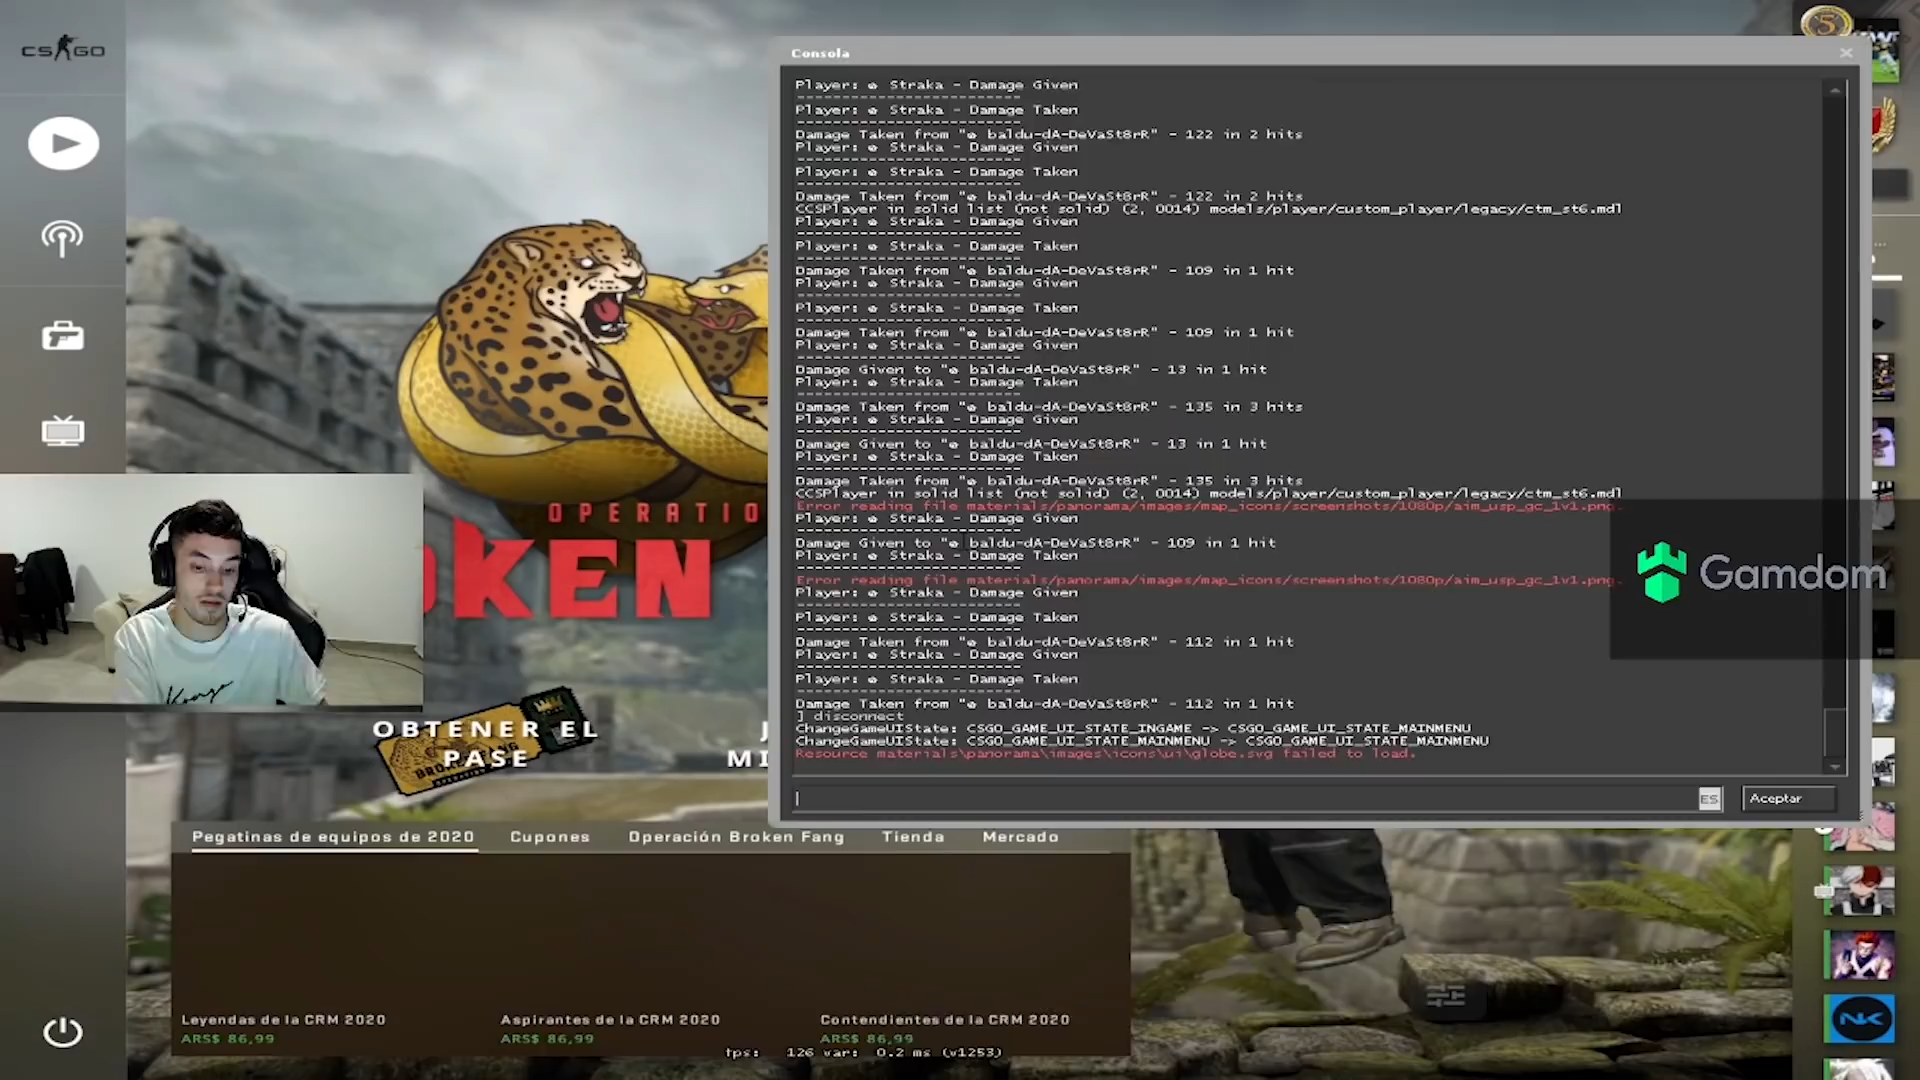 CS GO
Consola
Player: Straka - Damage Given
-------------------------
Player: Straka - Damage Taken
-------------------------
Damage Taken from " baldu-dA-DeVaSt8rR" - 122 in 2 hits
Player: Straka - Damage Given
-------------------------
Player: Straka - Damage Taken
-------------------------
Damage Taken from " baldu-dA-DeVaSt8rR" - 122 in 2 hits
CCSPlayer in solid list (not solid) (2, 0014) models/player/custom_player/legacy/ctm_st6.mdl
Player: Straka - Damage Given
-------------------------
Player: Straka - Damage Taken
-------------------------
Damage Taken from " baldu-dA-DeVaSt8rR" - 109 in 1 hit
Player: Straka - Damage Given
-------------------------
Player: Straka - Damage Taken
-------------------------
Damage Taken from " baldu-dA-DeVaSt8rR" - 109 in 1 hit
Player: Straka - Damage Given
-------------------------
Damage Given to " baldu-dA-DeVaSt8rR" - 13 in 1 hit
Player: Straka - Damage Taken
-------------------------
Damage Taken from " baldu-dA-DeVaSt8rR" - 135 in 3 hits
Player: Straka - Damage Given
-------------------------
Damage Given to " baldu-dA-DeVaSt8rR" - 13 in 1 hit
Player: Straka - Damage Taken
-------------------------
Damage Taken from " baldu-dA-DeVaSt8rR" - 135 in 3 hits
CCSPlayer in solid list (not solid) (2, 0014) models/player/custom_player/legacy/ctm_st6.mdl
Error reading file materials/panorama/images/map_icons/screenshots/1080p/aim_usp_gc_1v1.png.
Player: Straka - Damage Given
-------------------------
Damage Given to " baldu-dA-DeVaSt8rR" - 109 in 1 hit
Player: Straka - Damage Taken
-------------------------
Error reading file materials/panorama/images/map_icons/screenshots/1080p/aim_usp_gc_1v1.png.
Player: Straka - Damage Given
-------------------------
Player: Straka - Damage Taken
-------------------------
Damage Taken from " baldu-dA-DeVaSt8rR" - 112 in 1 hit
Player: Straka - Damage Given
-------------------------
Player: Straka - Damage Taken
-------------------------
Damage Taken from " baldu-dA-DeVaSt8rR" - 112 in 1 hit
] disconnect
ChangeGameUIState: CSGO_GAME_UI_STATE_INGAME -> CSGO_GAME_UI_STATE_MAINMENU
ChangeGameUIState: CSGO_GAME_UI_STATE_MAINMENU -> CSGO_GAME_UI_STATE_MAINMENU
Resource materials\panorama\images\icons\ui\globe.svg failed to load.
ES
Aceptar
Gamdom
OPERATIO
OKEN
OBTENER EL
PASE
J
MI
Pegatinas de equipos de 2020 Cupones Operación Broken Fang Tienda Mercado
Leyendas de la CRM 2020
ARS$ 86,99
Aspirantes de la CRM 2020
ARS$ 86,99
Contendientes de la CRM 2020
ARS$ 86,99
fps: 126 var: 0.2 ms (v1253)
5
NK